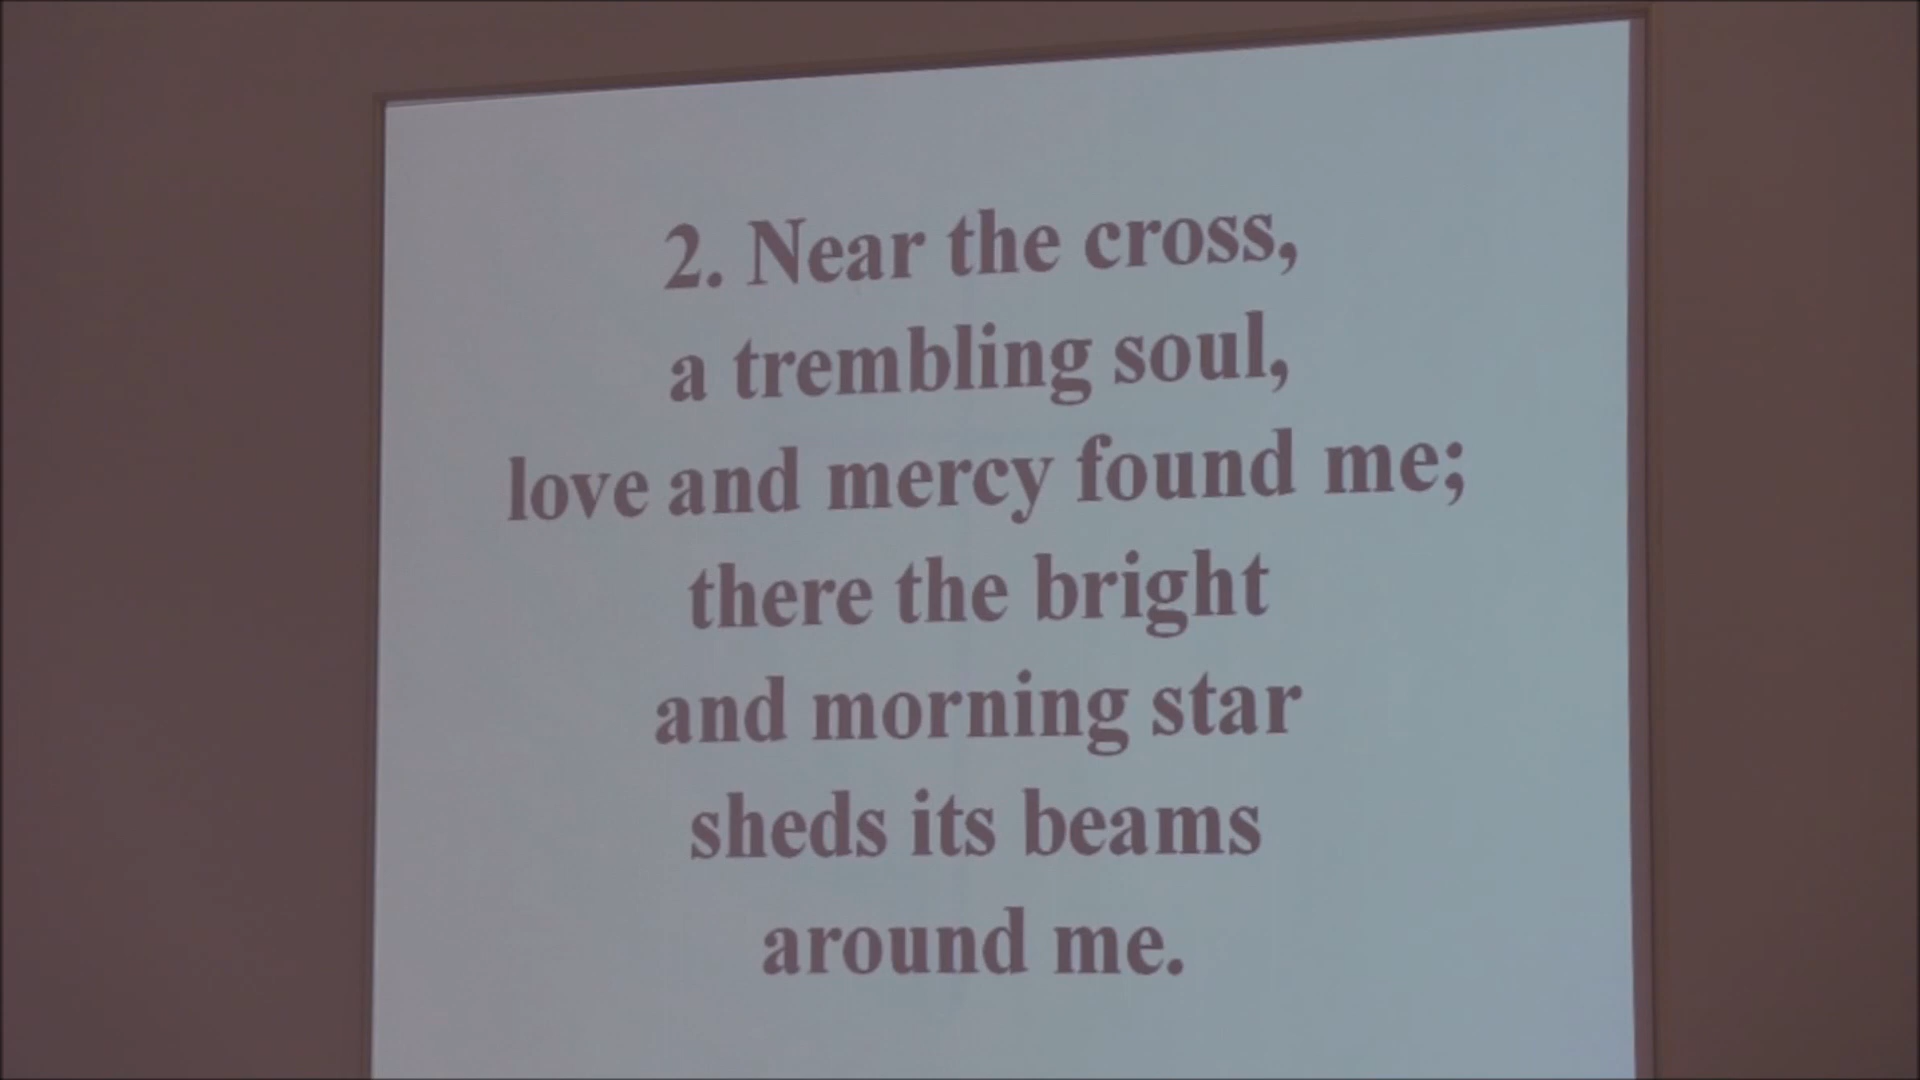 2. Near the cross,
a trembling soul,
love and mercy found me;
there the bright
and morning star
sheds its beams
around me.